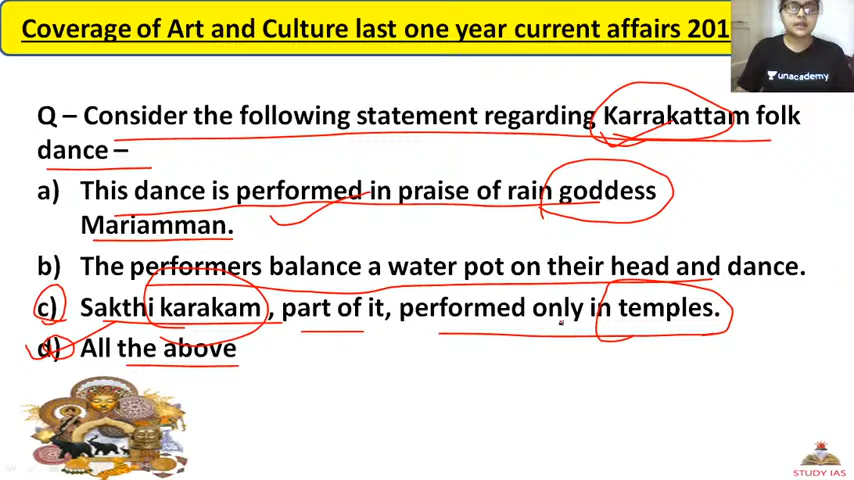 Coverage of Art and Culture last one year current affairs 201
unacademy
Q – Consider the following statement regarding Karrakattam folk
dance –
a) This dance is performed in praise of rain goddess
Mariamman.
b) The performers balance a water pot on their head and dance.
c) Sakthi karakam , part of it, performed only in temples.
d) All the above
STUDY IAS